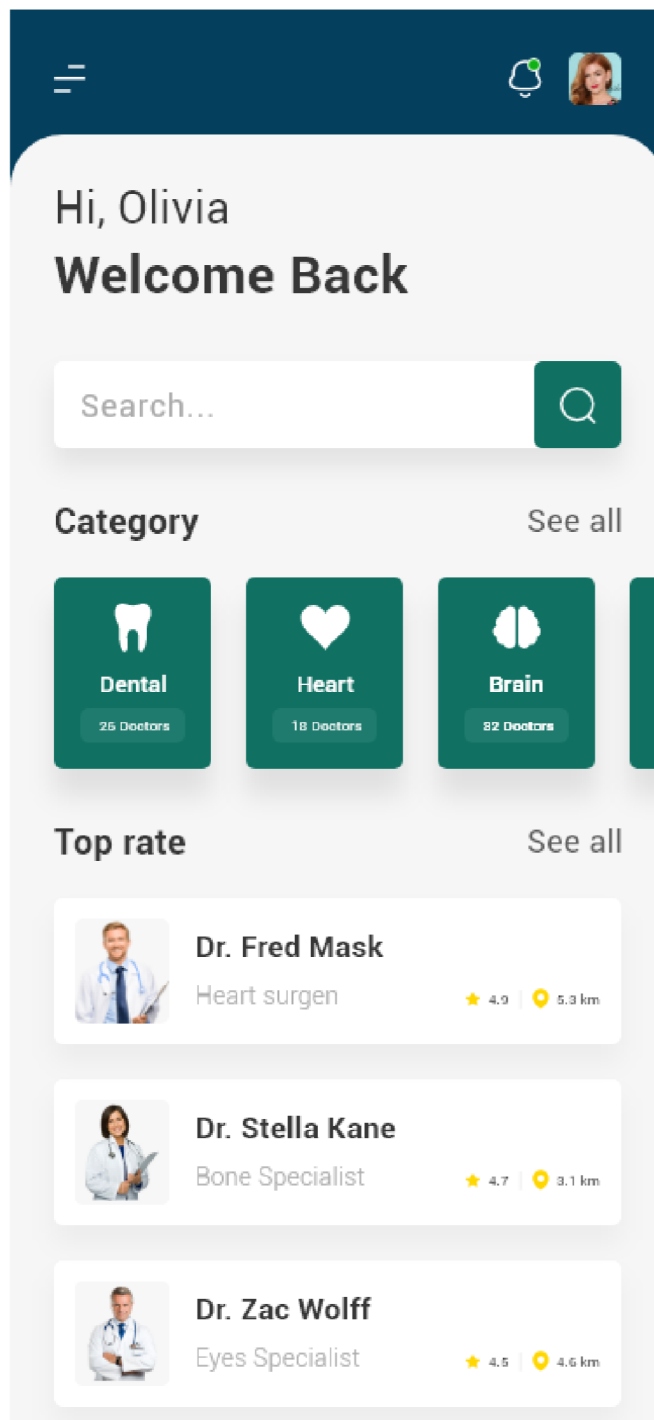 Hi, Olivia
Welcome Back
Search...
Category
See all
Dental
Heart
Brain
26 Doctors
18 Doctors
32 Doctors
Top rate
See all
Dr. Fred Mask
Heart surgen
4.9
5.3 km
Dr. Stella Kane
Bone Specialist
4.7
3.1 km
Dr. Zac Wolff
Eyes Specialist
4.5
4.6 km